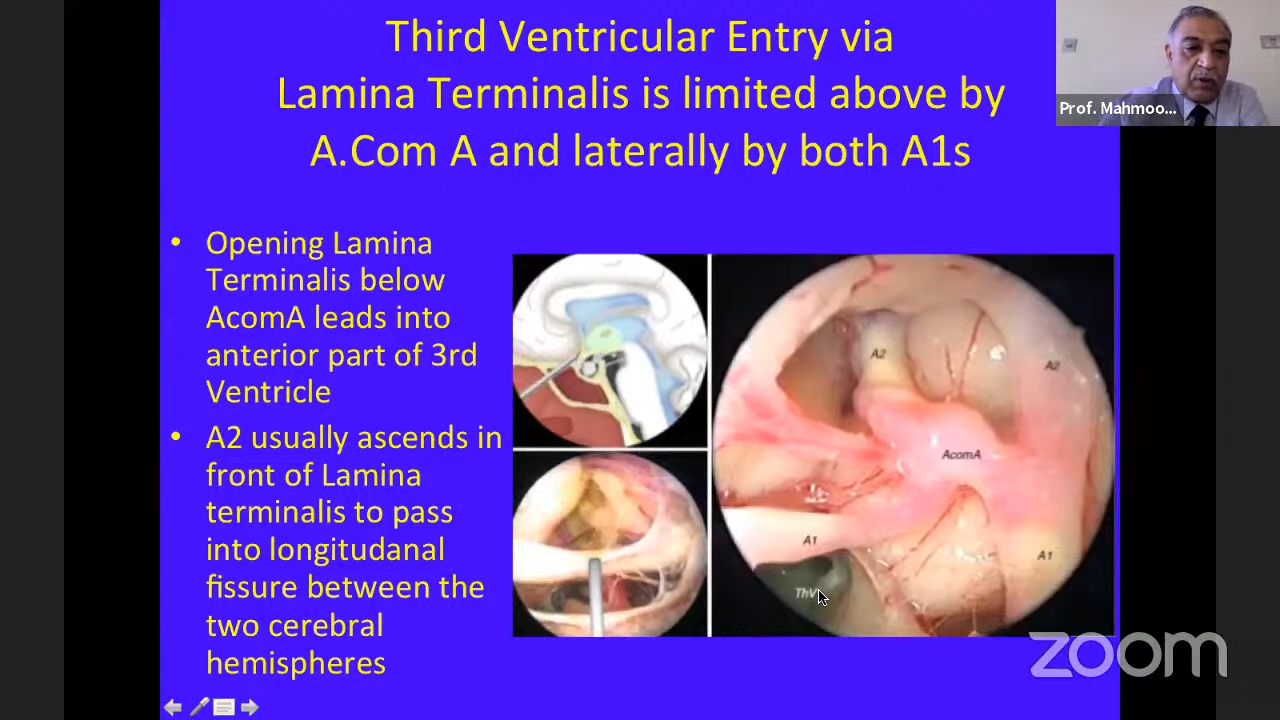 Third Ventricular Entry via
Lamina Terminalis is limited above by
A.Com A and laterally by both A1s
Prof. Mahmoo...
• Opening Lamina
Terminalis below
AcomA leads into
anterior part of 3rd
Ventricle
• A2 usually ascends in
front of Lamina
terminalis to pass
into longitudanal
fissure between the
two cerebral
hemispheres
A2
A2
AcomA
A1
A1
ThV
zoom